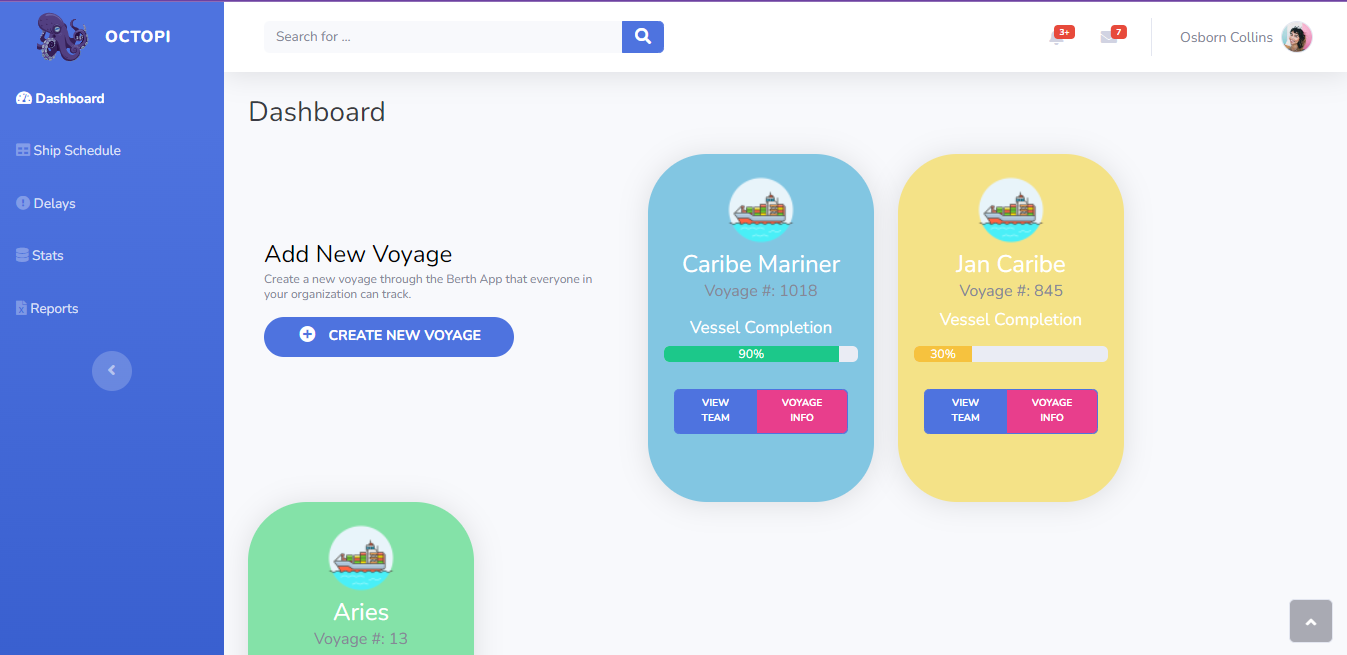 OCTOPI
Search for ...
3+
7
Osborn Collins
Dashboard
Ship Schedule
Delays
Stats
Reports
Dashboard
Add New Voyage
Create a new voyage through the Berth App that everyone in
your organization can track.
CREATE NEW VOYAGE
Caribe Mariner
Voyage #: 1018
Vessel Completion
90%
VIEW
TEAM
VOYAGE
INFO
Jan Caribe
Voyage #: 845
Vessel Completion
30%
VIEW
TEAM
VOYAGE
INFO
Aries
Voyage #: 13